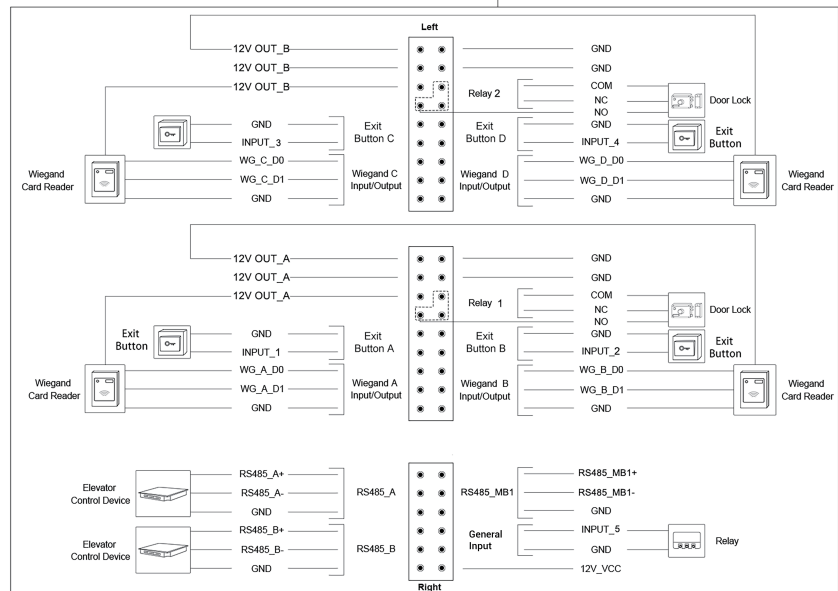 Left
12V OUT_B GND
12V OUT_B GND
12V OUT_B Relay 2 COM
NC Door Lock
NO
GND Exit Button C Exit Button D GND Exit Button
INPUT_3 INPUT_4
Wiegand Card Reader WG_C_D0 WG_D_D0 Wiegand Card Reader
WG_C_D1 Wiegand C Input/Output Wiegand D Input/Output WG_D_D1
GND GND
12V OUT_A GND
12V OUT_A GND
12V OUT_A Relay 1 COM
NC Door Lock
NO
Exit Button GND Exit Button A Exit Button B GND Exit Button
INPUT_1 INPUT_2
Wiegand Card Reader WG_A_D0 WG_B_D0 Wiegand Card Reader
WG_A_D1 Wiegand A Input/Output Wiegand B Input/Output WG_B_D1
GND GND
Elevator Control Device RS485_A+ RS485_MB1+
RS485_A- RS485_A RS485_MB1 RS485_MB1-
GND GND
Elevator Control Device RS485_B+ General Input INPUT_5 Relay
RS485_B- RS485_B GND
GND 12V_VCC
Right